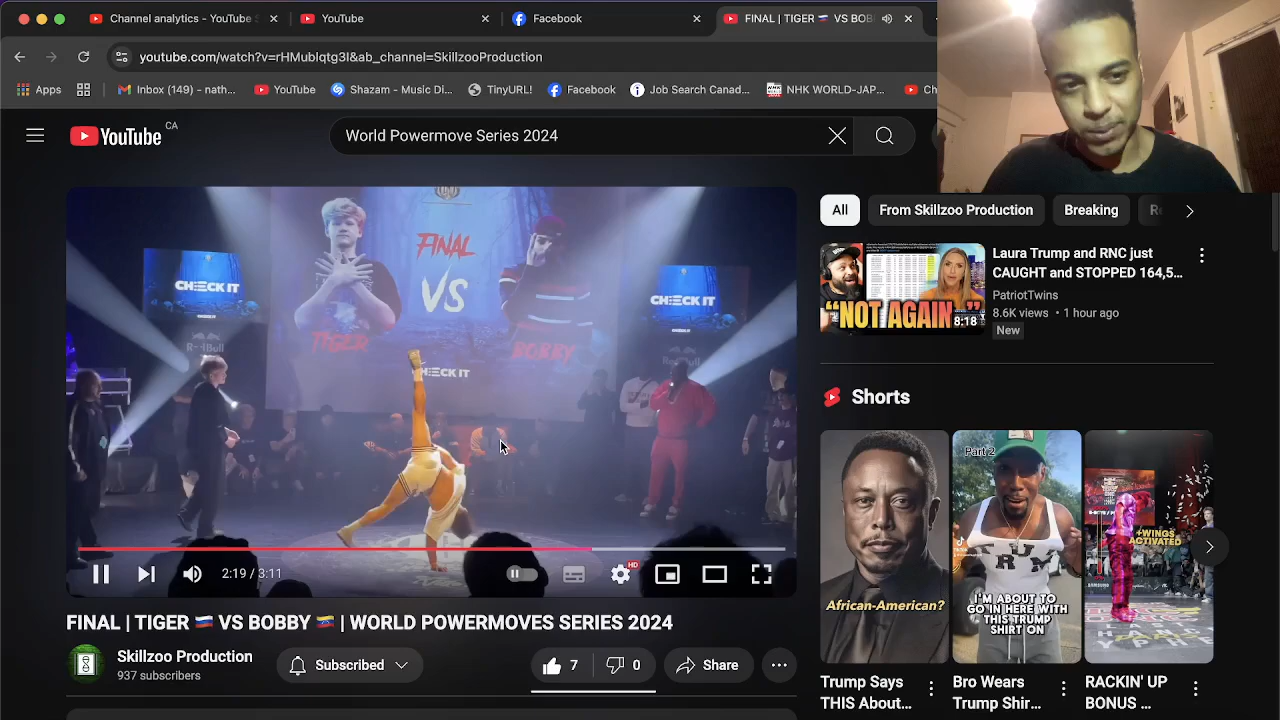 Channel analytics - YouTube S
YouTube
Facebook
FINAL | TIGER 🇷🇺 VS BOB
youtube.com/watch?v=rHMubIqtg3I&ab_channel=SkillzooProduction
Apps
Inbox (149) – nath...
YouTube
Shazam - Music Di...
TinyURL!
Facebook
Job Search Canad...
NHK WORLD-JAP...
Ch
YouTube CA
World Powermove Series 2024
FINAL
VS
TIGER
BOBBY
CHECK IT
CHECK IT
CHECK IT
RedBull
RedBull
2:19 / 3:11
HD
FINAL | TIGER 🇷🇺 VS BOBBY 🇻🇪 | WORLD POWERMOVES SERIES 2024
Skillzoo Production
937 subscribers
Subscribed
7
0
Share
All
From Skillzoo Production
Breaking
Re
"NOT AGAIN "
8:18
Laura Trump and RNC just
CAUGHT and STOPPED 164,5...
PatriotTwins
8.6K views • 1 hour ago
New
Shorts
African-American?
Trump Says
THIS About...
Part 2
I'M ABOUT TO
GO IN HERE WITH
THIS TRUMP
SHIRT ON
Bro Wears
Trump Shir...
+WINGS
ACTIVATED
RACKIN' UP
BONUS ...